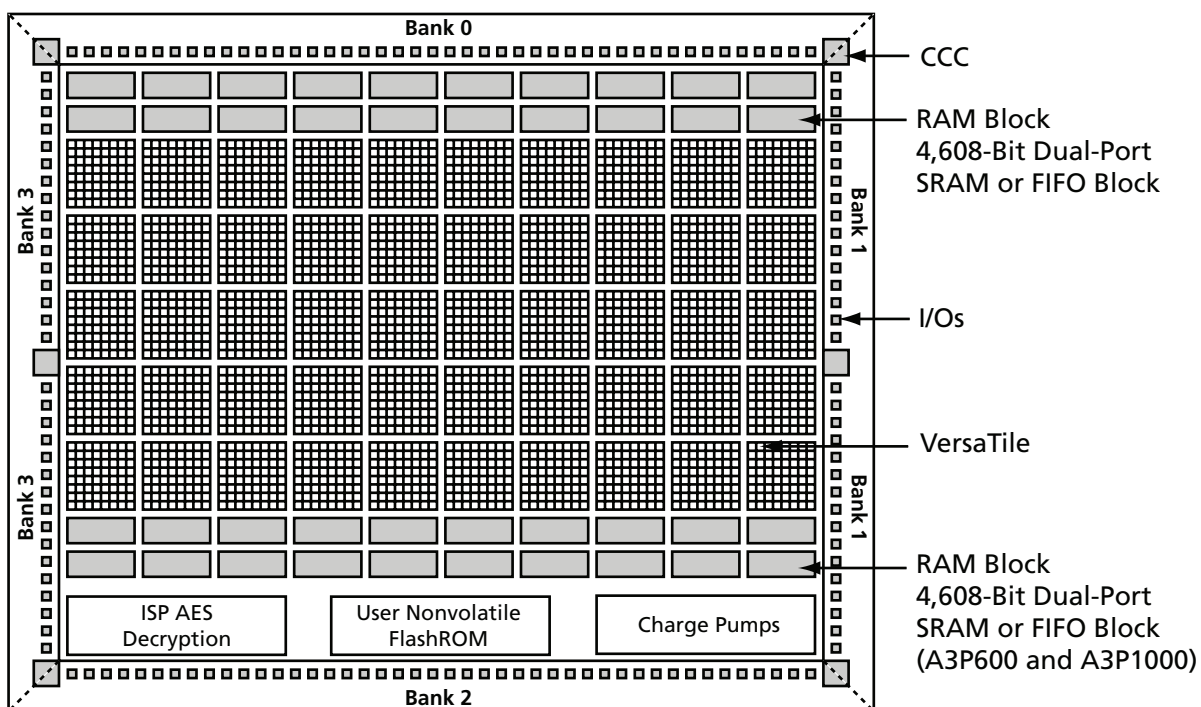 Bank 0
CCC
RAM Block
4,608-Bit Dual-Port
SRAM or FIFO Block
Bank 3
Bank 1
I/Os
VersaTile
Bank 3
Bank 1
RAM Block
4,608-Bit Dual-Port
SRAM or FIFO Block
(A3P600 and A3P1000)
ISP AES
Decryption
User Nonvolatile
FlashROM
Charge Pumps
Bank 2